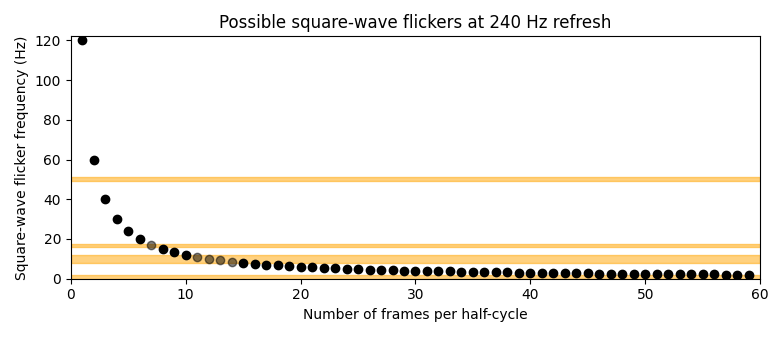 Possible square-wave flickers at 240 Hz refresh
Square-wave flicker frequency (Hz)
120
100
80
60
40
20
0
0 10 20 30 40 50 60
Number of frames per half-cycle